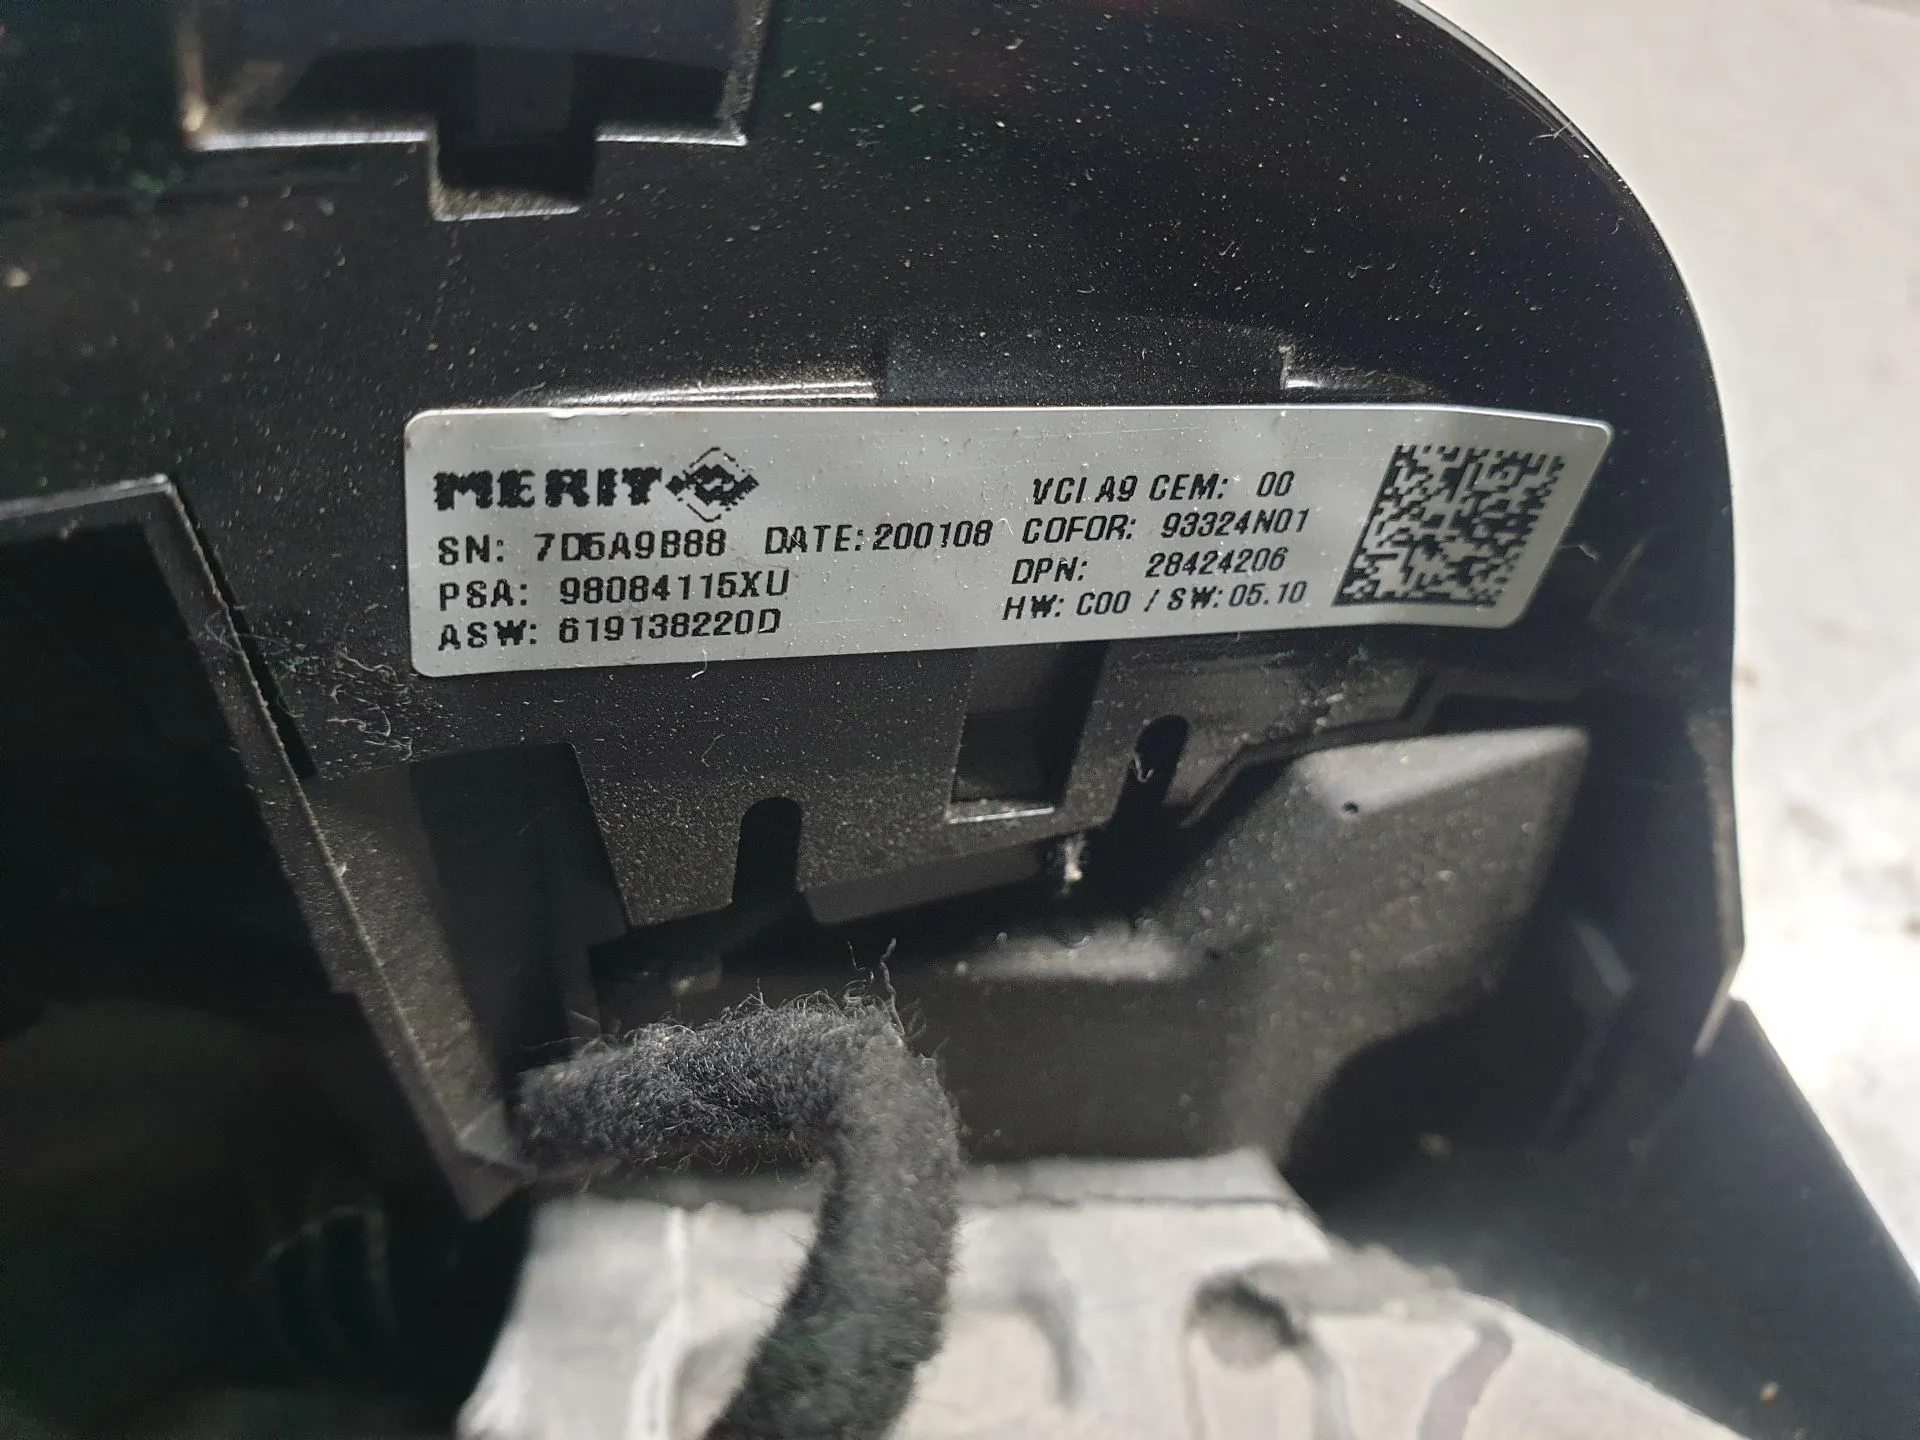 MERIT
SN: 7D5A9B88 DATE: 200108
PSA: 98084115XU
ASW: 619138220D
VCI A9 CEM: 00
COFOR: 93324N01
DPN: 28424206
HW: C00 / SW: 05.10